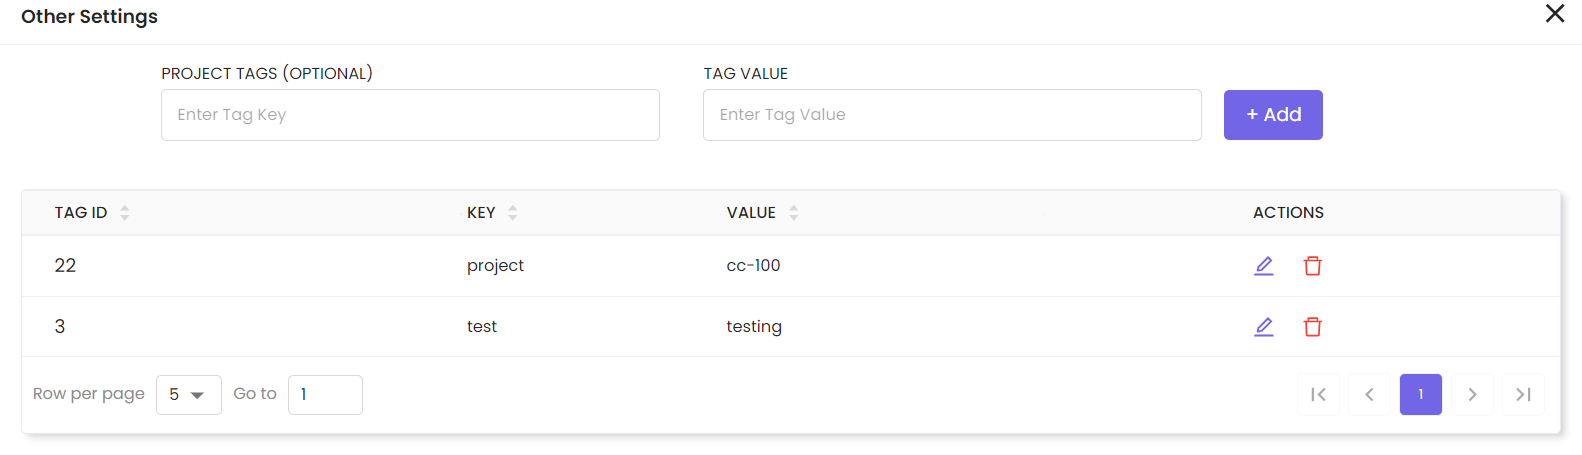 Other Settings
PROJECT TAGS (OPTIONAL) TAG VALUE
Enter Tag Key Enter Tag Value + Add
TAG ID KEY VALUE ACTIONS
22 project cc-100
3 test testing
Row per page 5 Go to 1 1